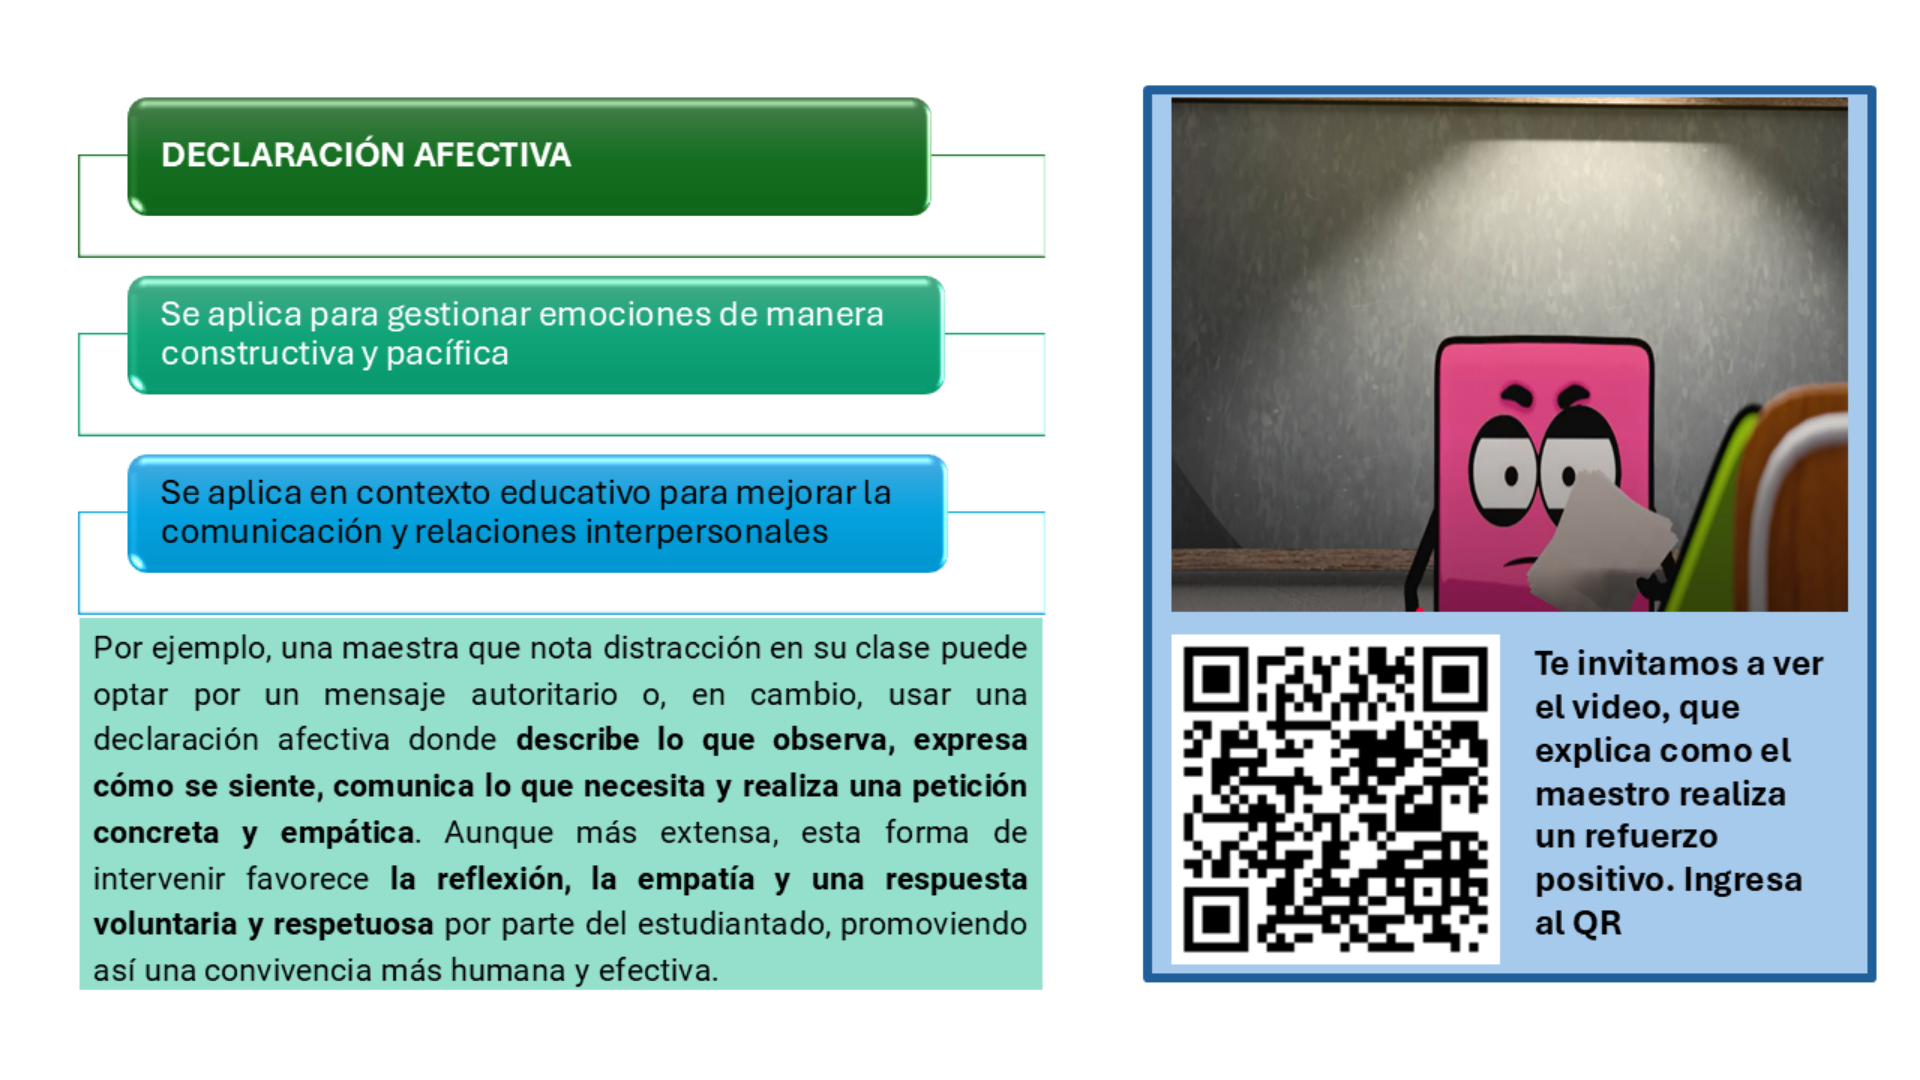 DECLARACIÓN AFECTIVA
Se aplica para gestionar emociones de manera
constructiva y pacífica
Se aplica en contexto educativo para mejorar la
comunicación y relaciones interpersonales
Por ejemplo, una maestra que nota distracción en su clase puede
optar por un mensaje autoritario o, en cambio, usar una
declaración afectiva donde describe lo que observa, expresa
cómo se siente, comunica lo que necesita y realiza una petición
concreta y empática. Aunque más extensa, esta forma de
intervenir favorece la reflexión, la empatía y una respuesta
voluntaria y respetuosa por parte del estudiantado, promoviendo
así una convivencia más humana y efectiva.
Te invitamos a ver
el video, que
explica como el
maestro realiza
un refuerzo
positivo. Ingresa
al QR